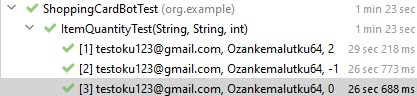 ShoppingCardBotTest (org.example) 1 min 23 sec
ItemQuantityTest(String, String, int) 1 min 23 sec
[1] testoku123@gmail.com, Ozankemalutku64, 2 29 sec 218 ms
[2] testoku123@gmail.com, Ozankemalutku64, -1 26 sec 773 ms
[3] testoku123@gmail.com, Ozankemalutku64, 0 26 sec 688 ms